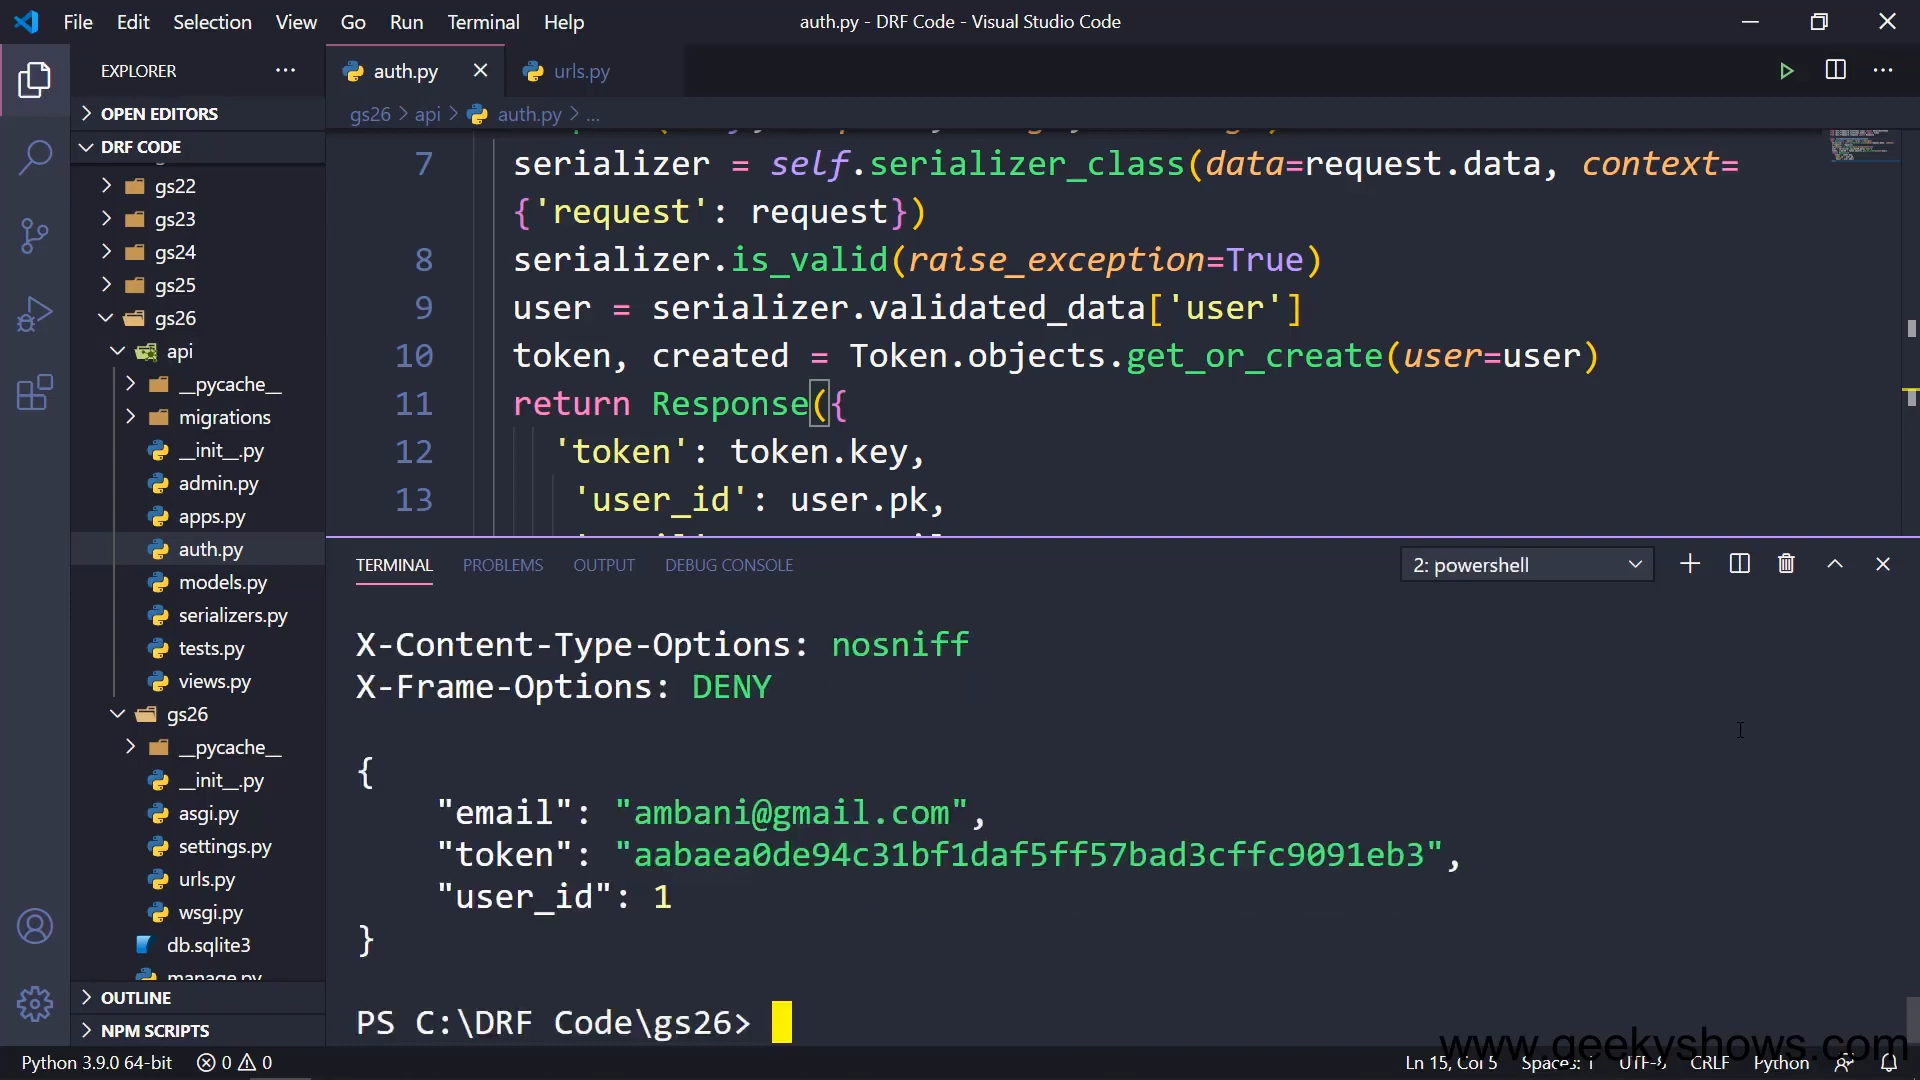 File Edit Selection View Go Run Terminal Help
auth.py - DRF Code - Visual Studio Code
EXPLORER
OPEN EDITORS
DRF CODE
gs22
gs23
gs24
gs25
gs26
api
__pycache__
migrations
__init__.py
admin.py
apps.py
auth.py
models.py
serializers.py
tests.py
views.py
gs26
__pycache__
__init__.py
asgi.py
settings.py
urls.py
wsgi.py
db.sqlite3
manage.py
OUTLINE
NPM SCRIPTS
auth.py urls.py
gs26 > api > auth.py > ...
7 serializer = self.serializer_class(data=request.data, context=
{'request': request})
8 serializer.is_valid(raise_exception=True)
9 user = serializer.validated_data['user']
10 token, created = Token.objects.get_or_create(user=user)
11 return Response({
12 'token': token.key,
13 'user_id': user.pk,
TERMINAL PROBLEMS OUTPUT DEBUG CONSOLE 2: powershell
X-Content-Type-Options: nosniff
X-Frame-Options: DENY
{
"email": "ambani@gmail.com",
"token": "aabaea0de94c31bf1daf5ff57bad3cffc9091eb3",
"user_id": 1
}
PS C:\DRF Code\gs26>
www.geekyshows.com
Python 3.9.0 64-bit 0 0 Ln 15, Col 5 Spaces: 1 UTF-8 CRLF Python